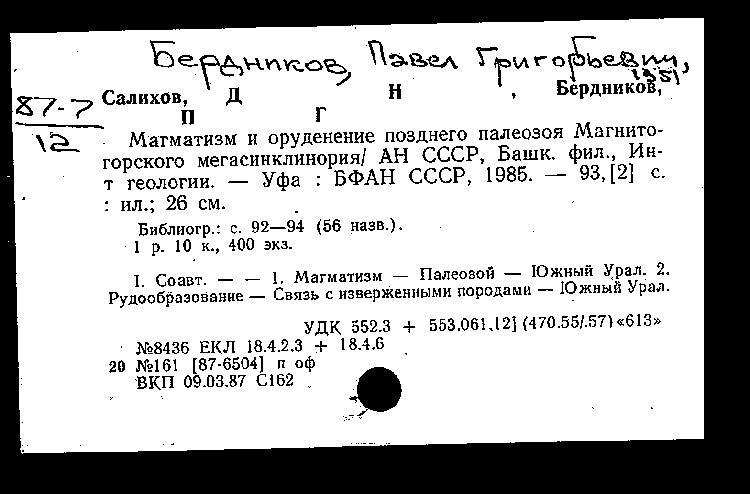 Бердников, Павел Григорьевич,
1951
87-7
12
Салихов, Д Н , Бердников,
П Г
Магматизм и оруденение позднего палеозоя Магнито-
горского мегасинклинория/ АН СССР, Башк. фил., Ин-
т геологии. — Уфа : БФАН СССР, 1985. — 93,[2] с.
: ил.; 26 см.
Библиогр.: с. 92—94 (56 назв.).
1 р. 10 к., 400 экз.
I. Соавт. — — 1. Магматизм — Палеозой — Южный Урал. 2.
Рудообразование — Связь с изверженными породами — Южный Урал.
УДК 552.3 + 553.061.12](470.55/.57)«613»
№8436 ЕКЛ 18.4.2.3 + 18.4.6
20 №161 [87-6504] п оф
ВКП 09.03.87 С162